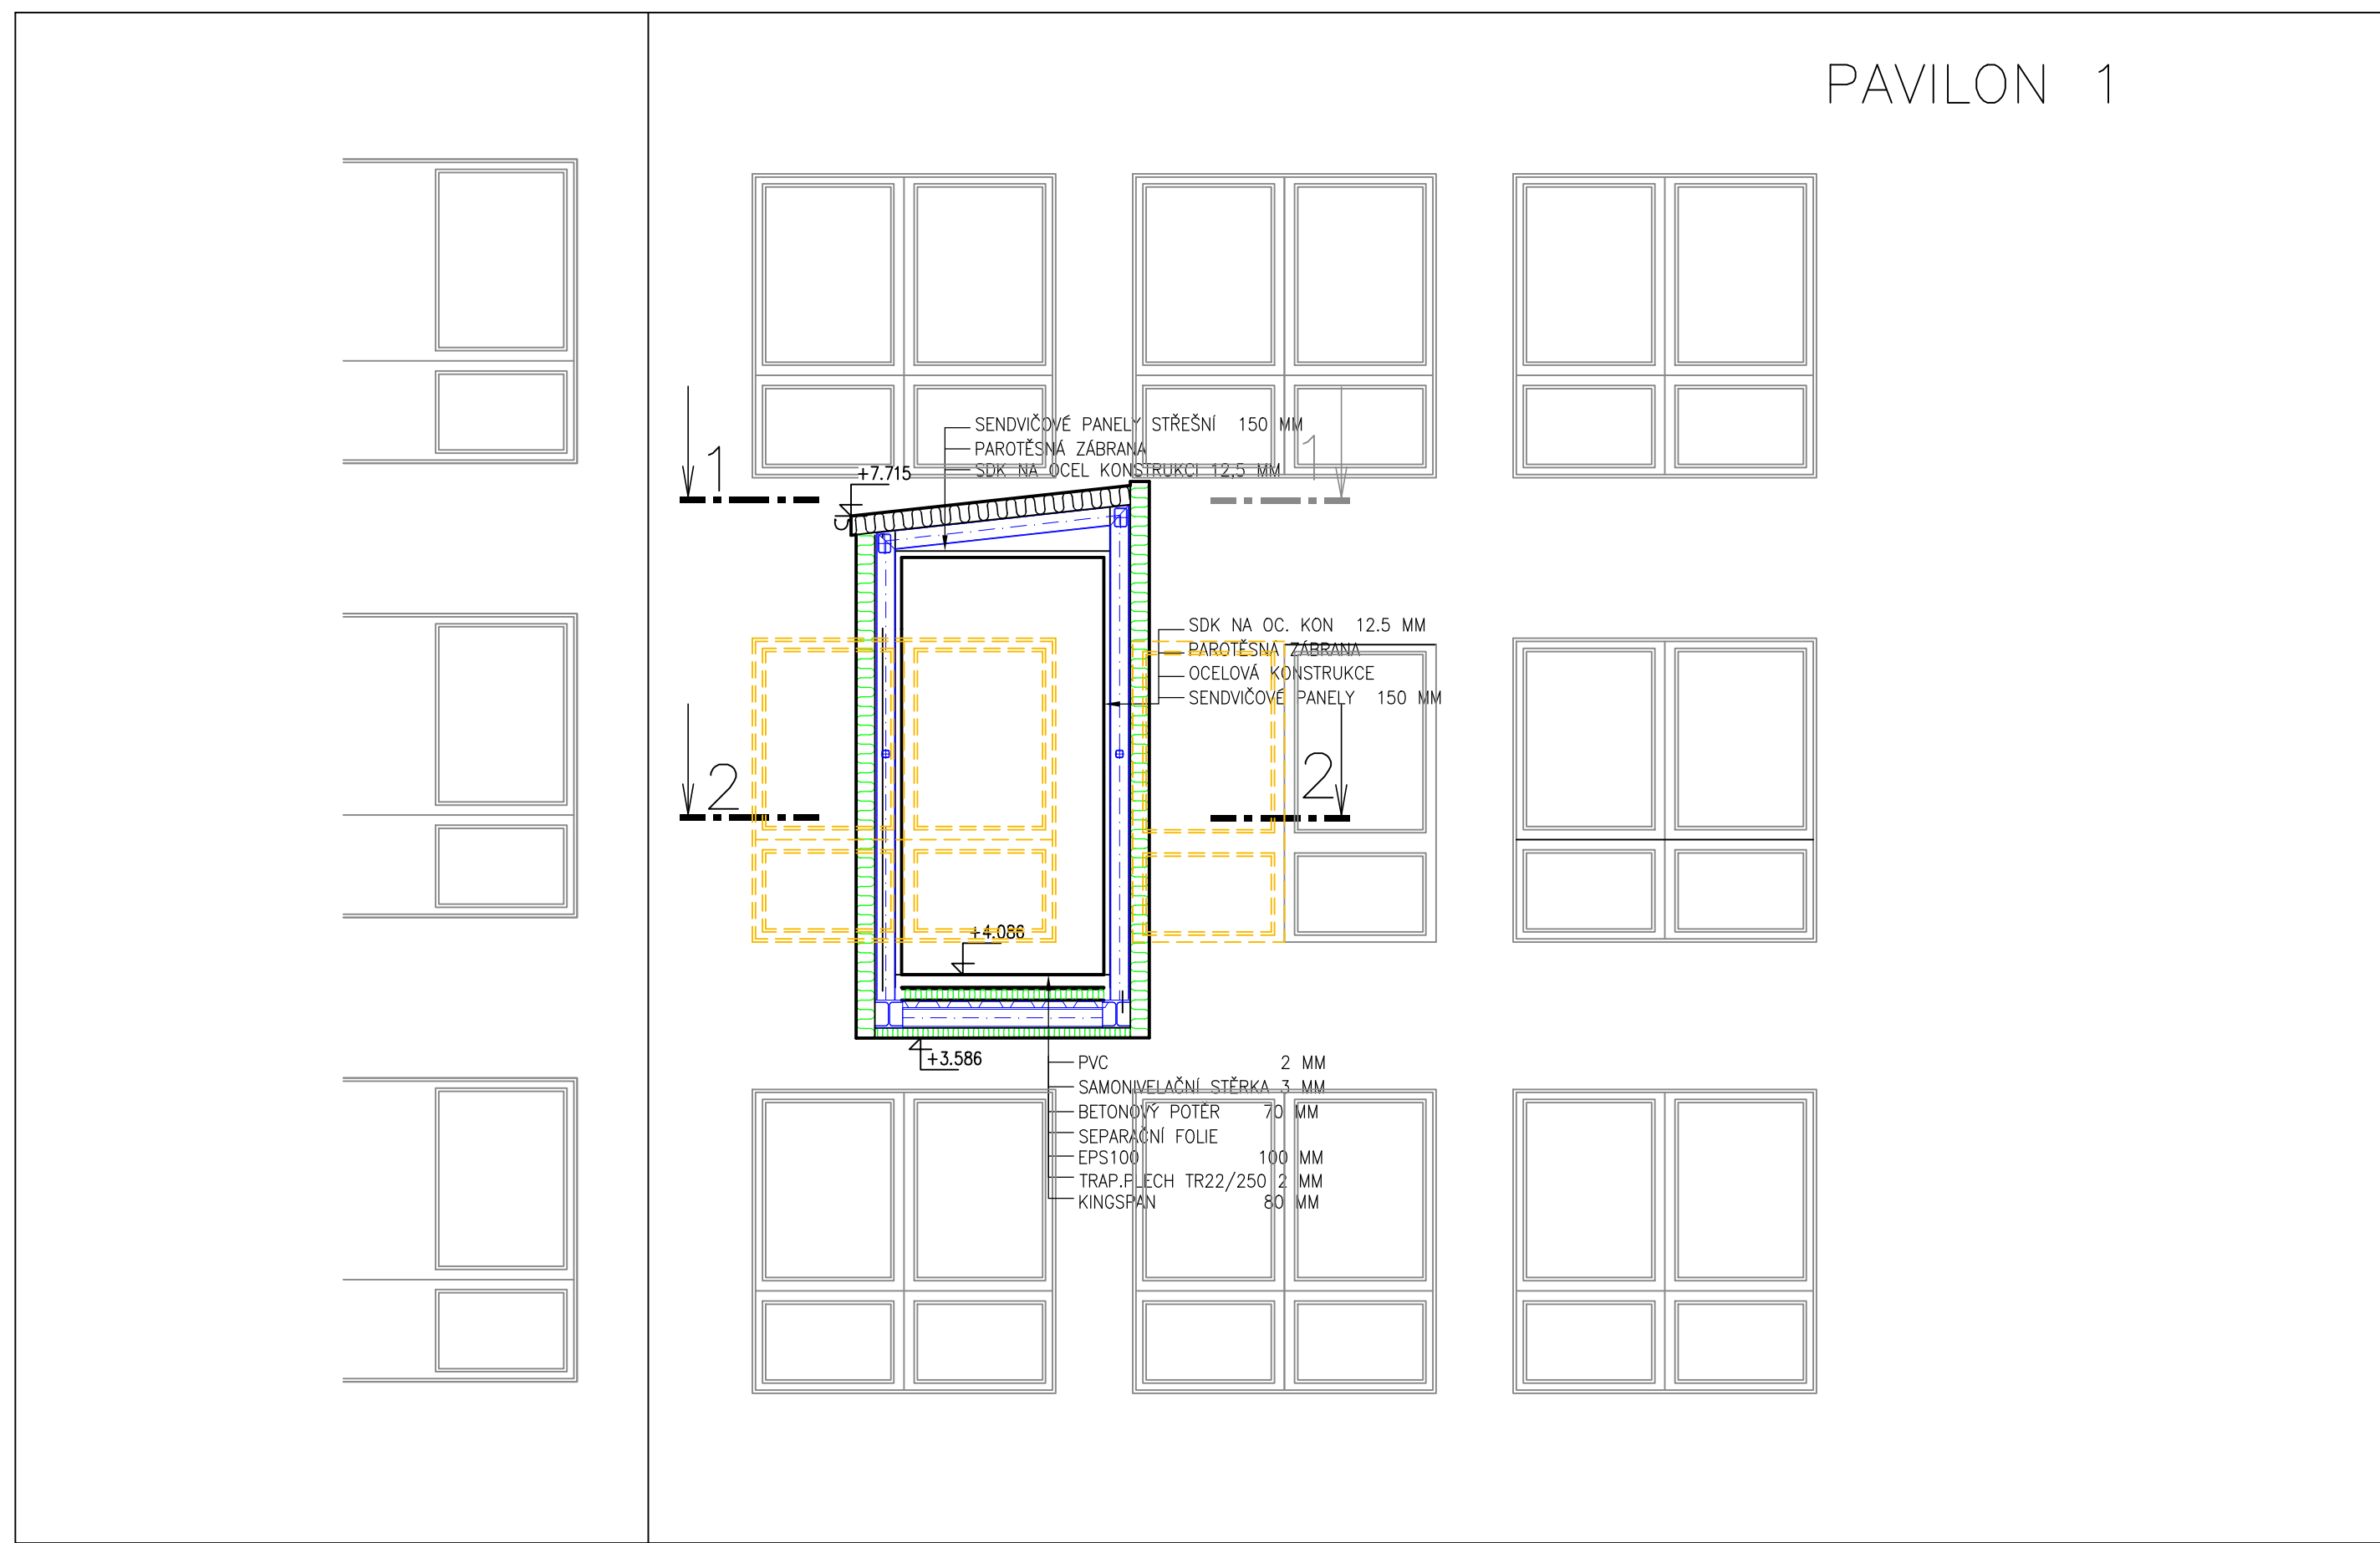 PAVILON 1
SENDVIČOVÉ PANELY STŘEŠNÍ 150 MM
PAROTĚSNÁ ZÁBRANA
SDK NA OCEL KONSTRUKCI 12,5 MM
1
1
+7.715
SDK NA OC. KON 12.5 MM
PAROTĚSNÁ ZÁBRANA
OCELOVÁ KONSTRUKCE
SENDVIČOVÉ PANELY 150 MM
2
2
+4.086
+3.586
PVC 2 MM
SAMONIVELAČNÍ STĚRKA 3 MM
BETONOVÝ POTĚR 70 MM
SEPARAČNÍ FOLIE
EPS100 100 MM
TRAP.PLECH TR22/250 2 MM
KINGSPAN 80 MM